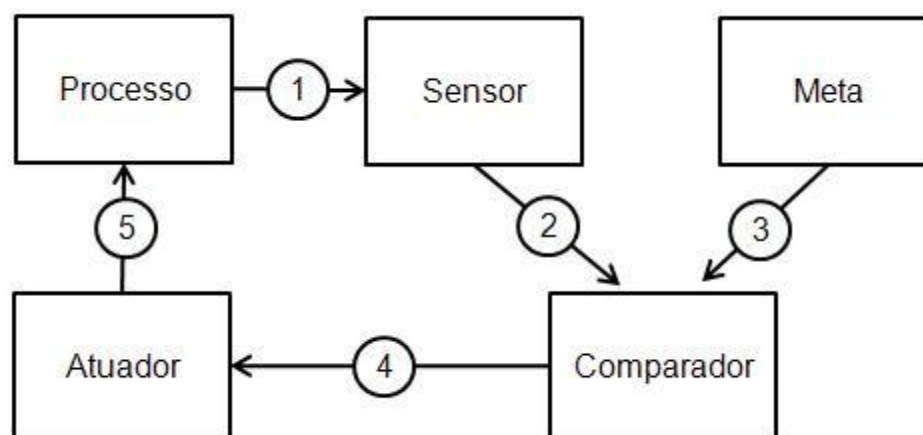 Processo
1
Sensor
Meta
5
2
3
Atuador
4
Comparador